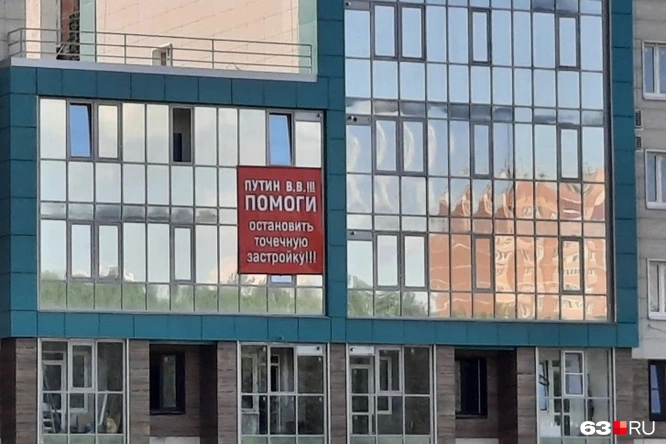 ПУТИН В.В.!!!
ПОМОГИ
остановить
точечную
застройку!!!
63.RU